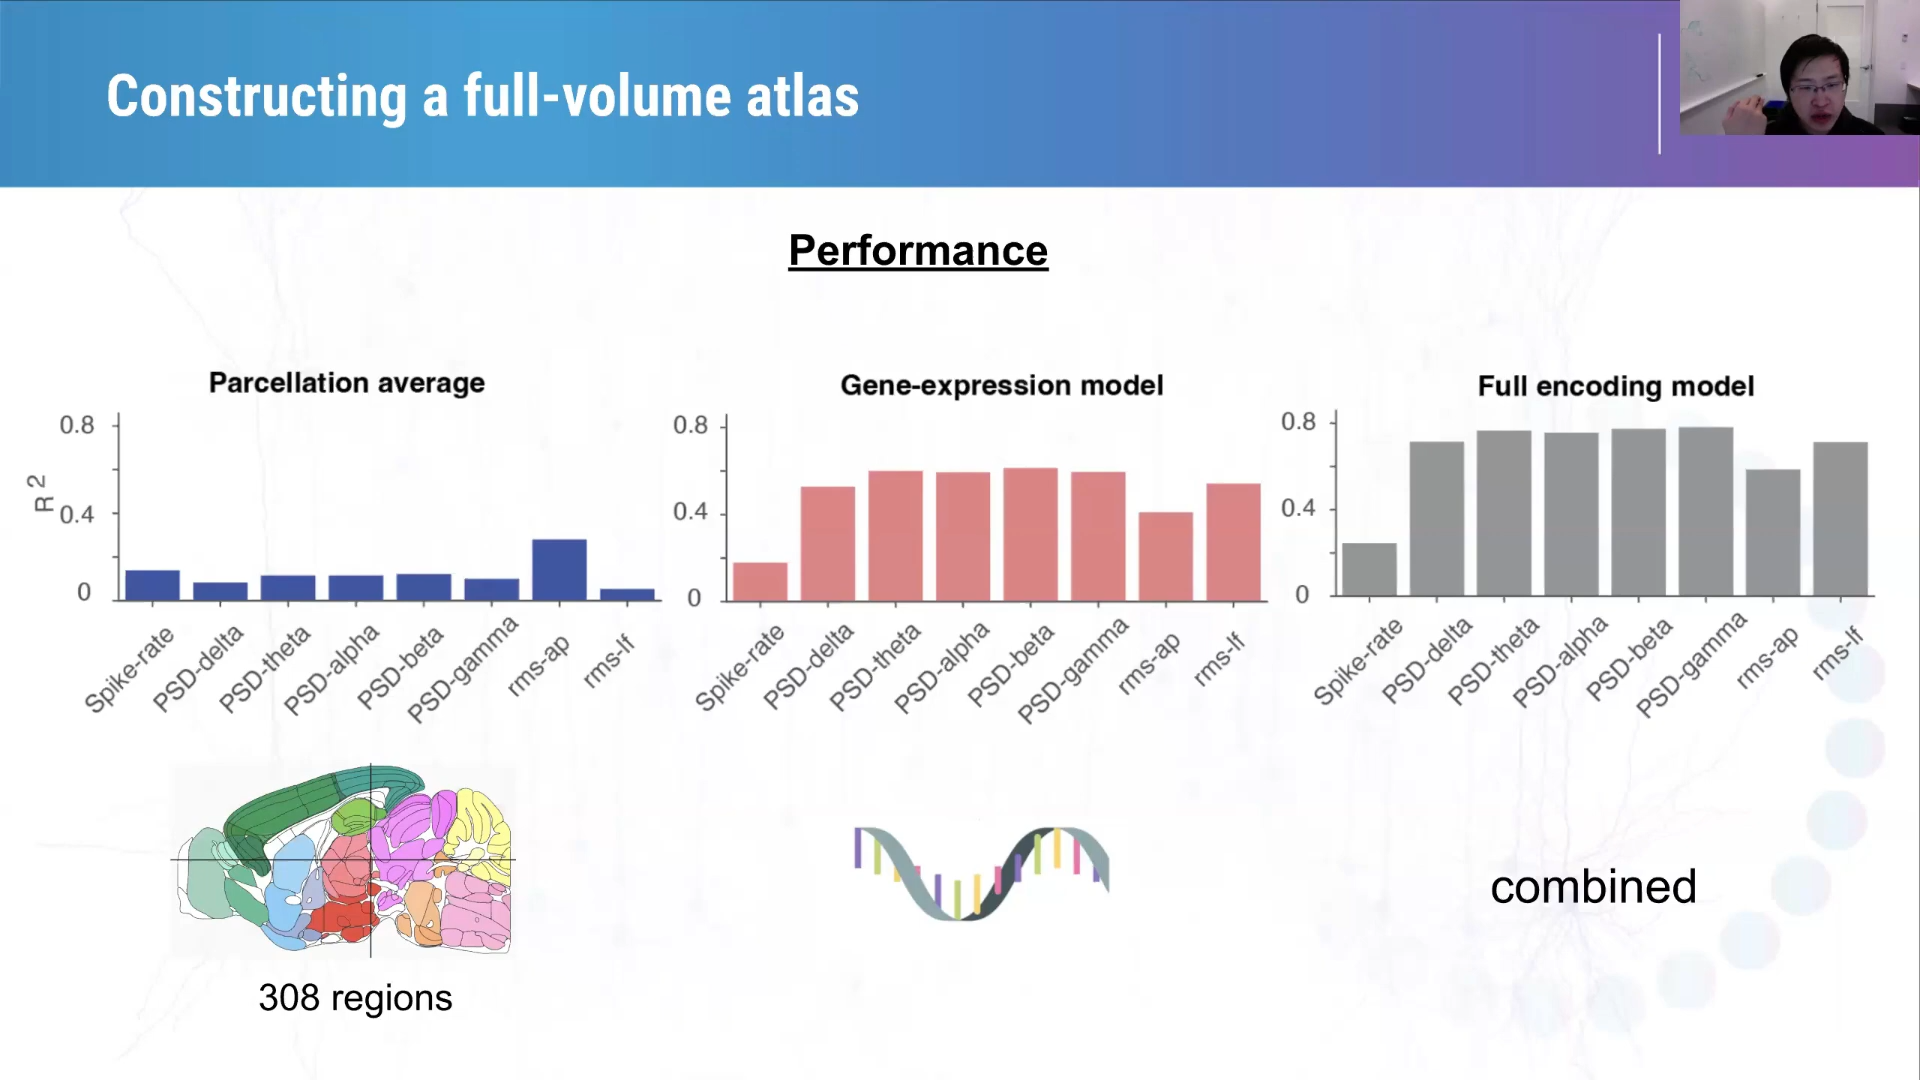 Constructing a full-volume atlas
Performance
Parcellation average
R 2
0.8
0.4
0
Spike-rate
PSD-delta
PSD-theta
PSD-alpha
PSD-beta
PSD-gamma
rms-ap
rms-lf
308 regions
Gene-expression model
0.8
0.4
0
Spike-rate
PSD-delta
PSD-theta
PSD-alpha
PSD-beta
PSD-gamma
rms-ap
rms-lf
Full encoding model
0.8
0.4
0
Spike-rate
PSD-delta
PSD-theta
PSD-alpha
PSD-beta
PSD-gamma
rms-ap
rms-lf
combined